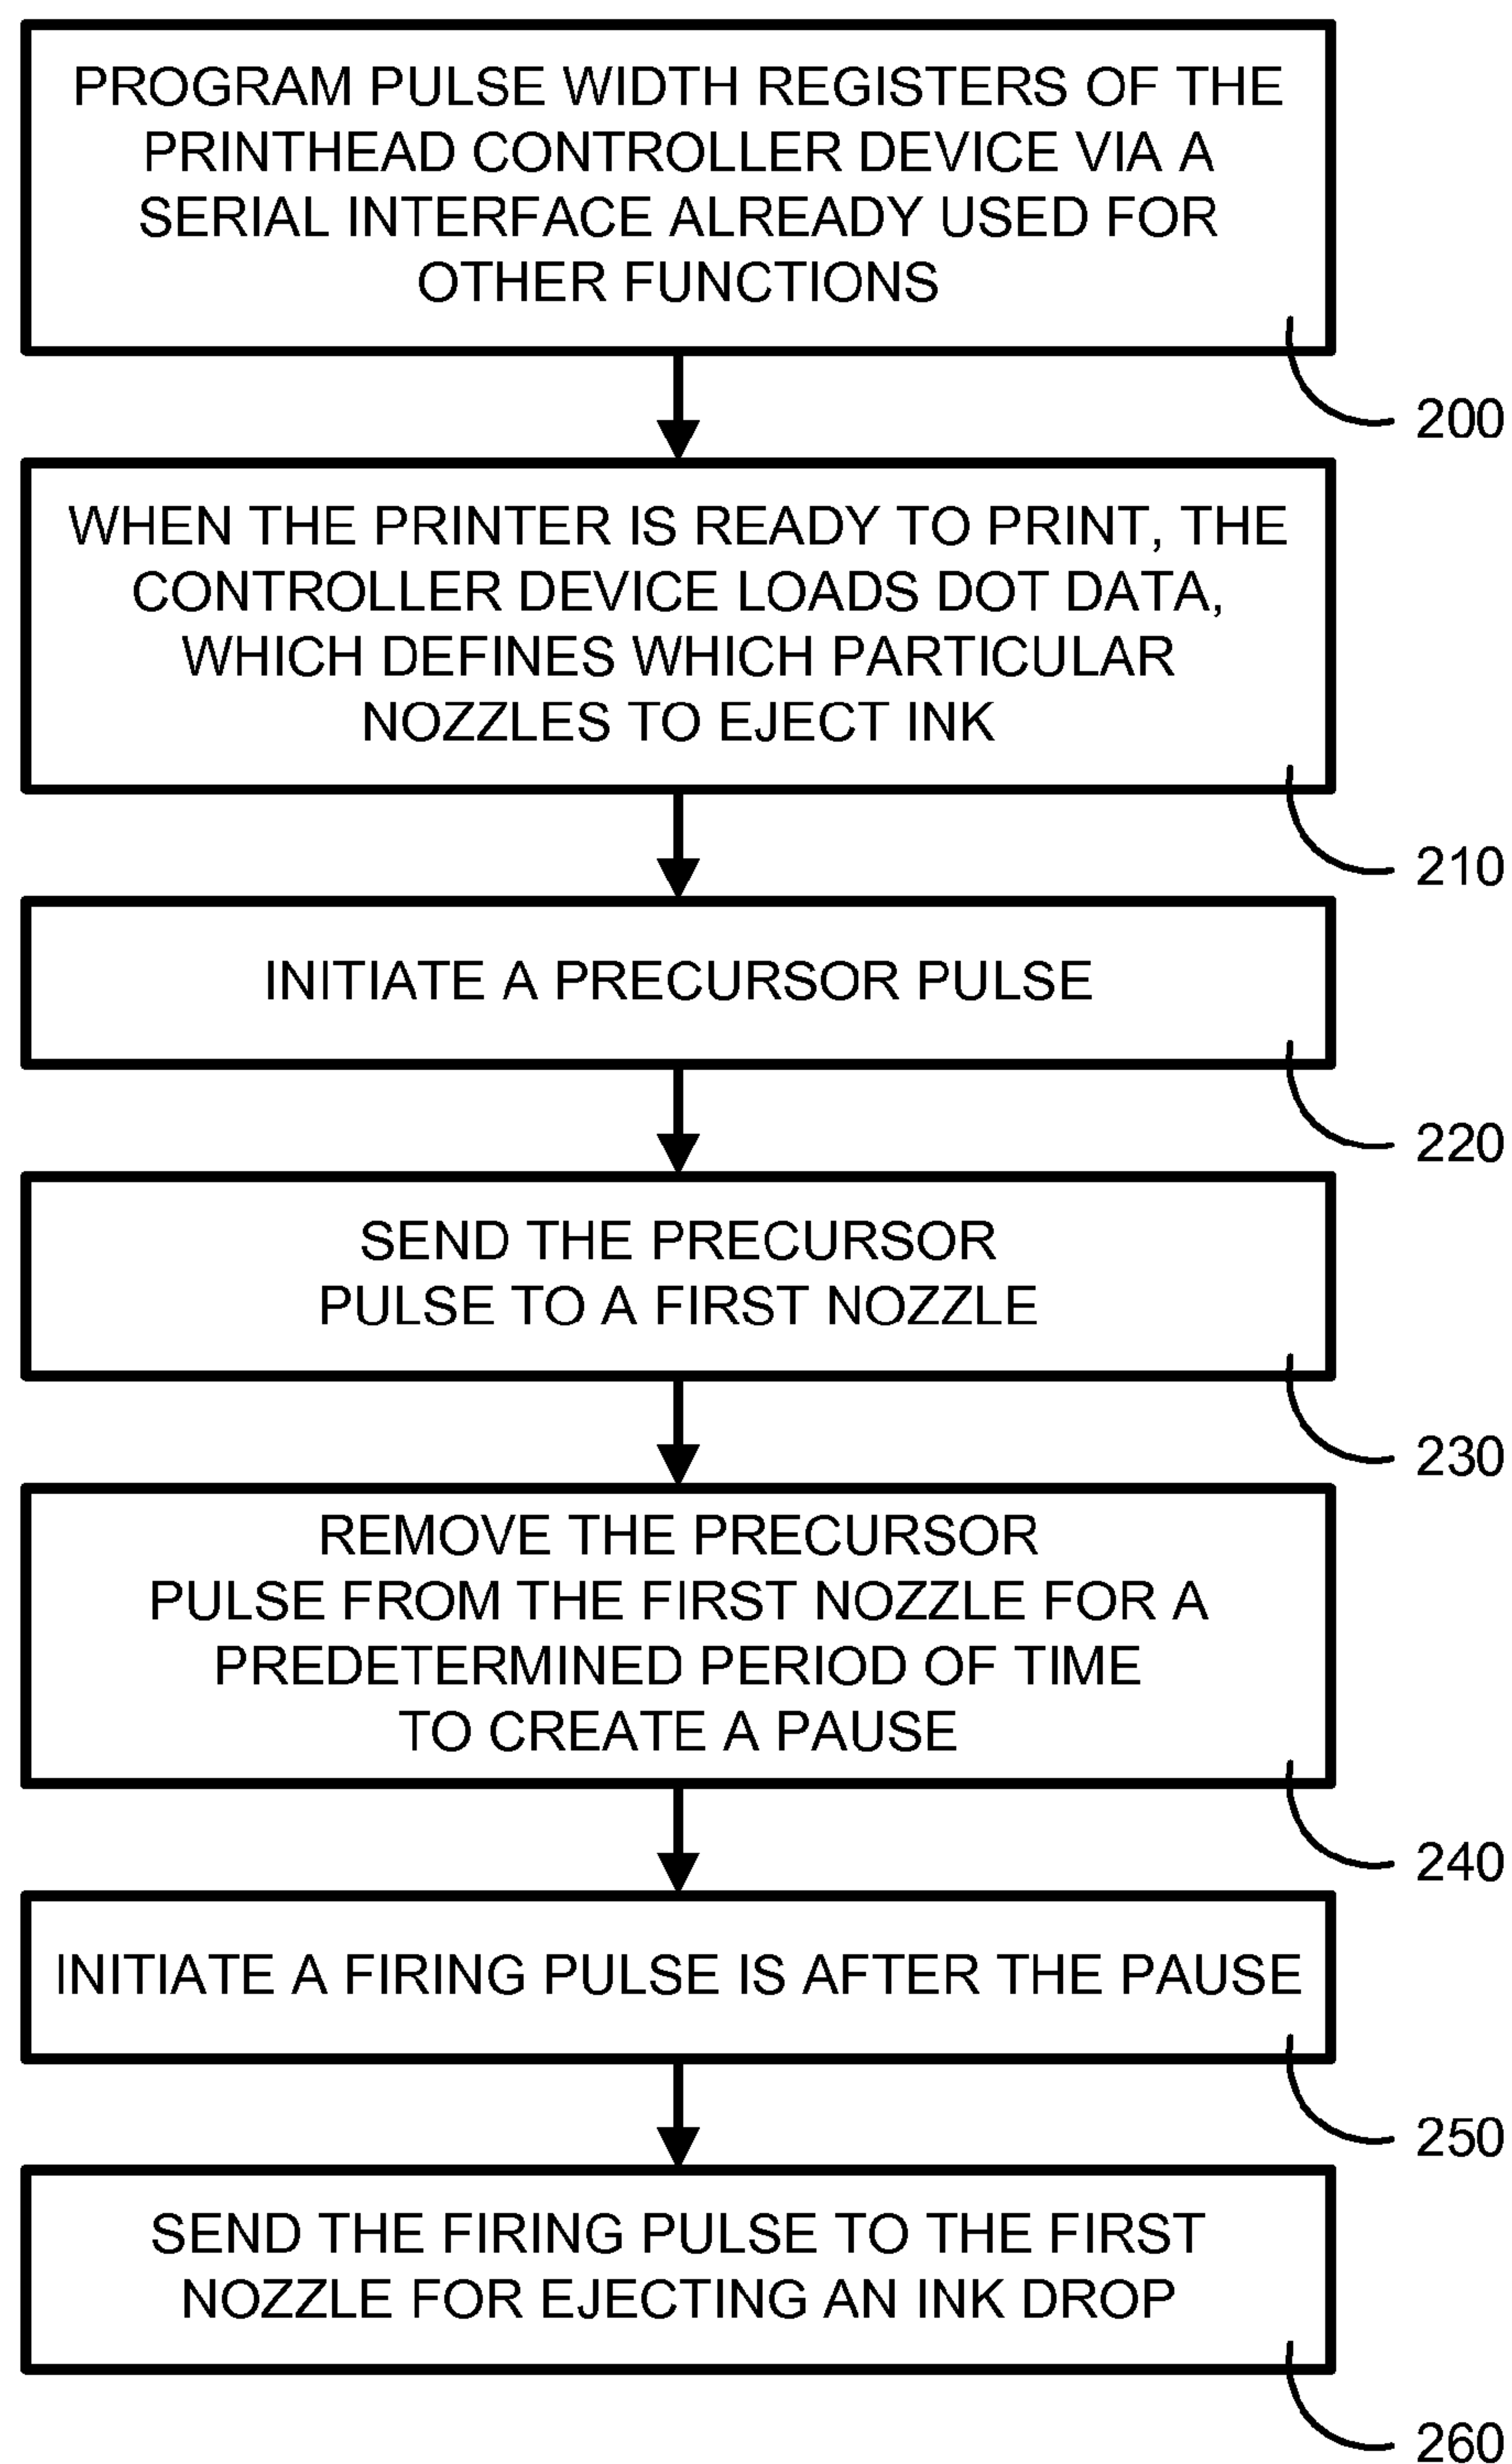 PROGRAM PULSE WIDTH REGISTERS OF THE
PRINTHEAD CONTROLLER DEVICE VIA A
SERIAL INTERFACE ALREADY USED FOR
OTHER FUNCTIONS
200
WHEN THE PRINTER IS READY TO PRINT, THE
CONTROLLER DEVICE LOADS DOT DATA,
WHICH DEFINES WHICH PARTICULAR
NOZZLES TO EJECT INK
210
INITIATE A PRECURSOR PULSE
220
SEND THE PRECURSOR
PULSE TO A FIRST NOZZLE
230
REMOVE THE PRECURSOR
PULSE FROM THE FIRST NOZZLE FOR A
PREDETERMINED PERIOD OF TIME
TO CREATE A PAUSE
240
INITIATE A FIRING PULSE IS AFTER THE PAUSE
250
SEND THE FIRING PULSE TO THE FIRST
NOZZLE FOR EJECTING AN INK DROP
260